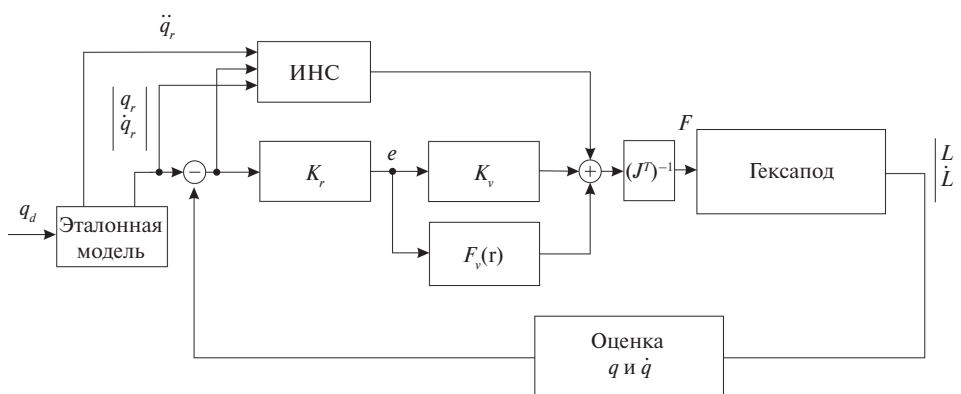 q̈_r
ИНС
q_r
q̇_r
F
L
L̇
e
K_r
K_v
(J^T)^{-1}
Гексапод
q_d
Эталонная
модель
F_v(r)
Оценка
q и q̇